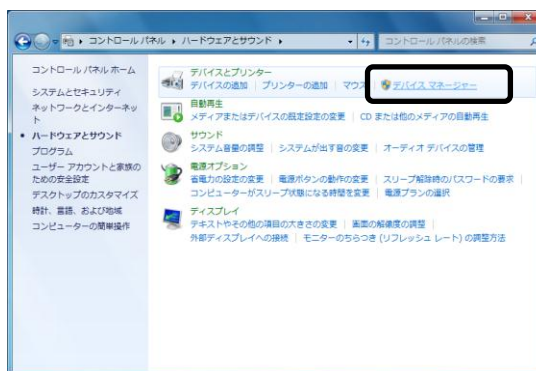 コントロール パネル ▸ ハードウェアとサウンド ▸
コントロール パネルの検索
コントロール パネル ホーム
システムとセキュリティ
ネットワークとインターネッ
ト
ハードウェアとサウンド
プログラム
ユーザー アカウントと家族の
ための安全設定
デスクトップのカスタマイズ
時計、言語、および地域
コンピューターの簡単操作
デバイスとプリンター
デバイスの追加 | プリンターの追加 | マウス | デバイス マネージャー
自動再生
メディアまたはデバイスの既定設定の変更 | CD または他のメディアの自動再生
サウンド
システム音量の調整 | システムが出す音の変更 | オーディオ デバイスの管理
電源オプション
省電力の設定の変更 | 電源ボタンの動作の変更 | スリープ解除時のパスワードの要求 |
コンピューターがスリープ状態になる時間を変更 | 電源プランの選択
ディスプレイ
テキストやその他の項目の大きさの変更 | 画面の解像度の調整 |
外部ディスプレイへの接続 | モニターのちらつき (リフレッシュ レート) の調整方法